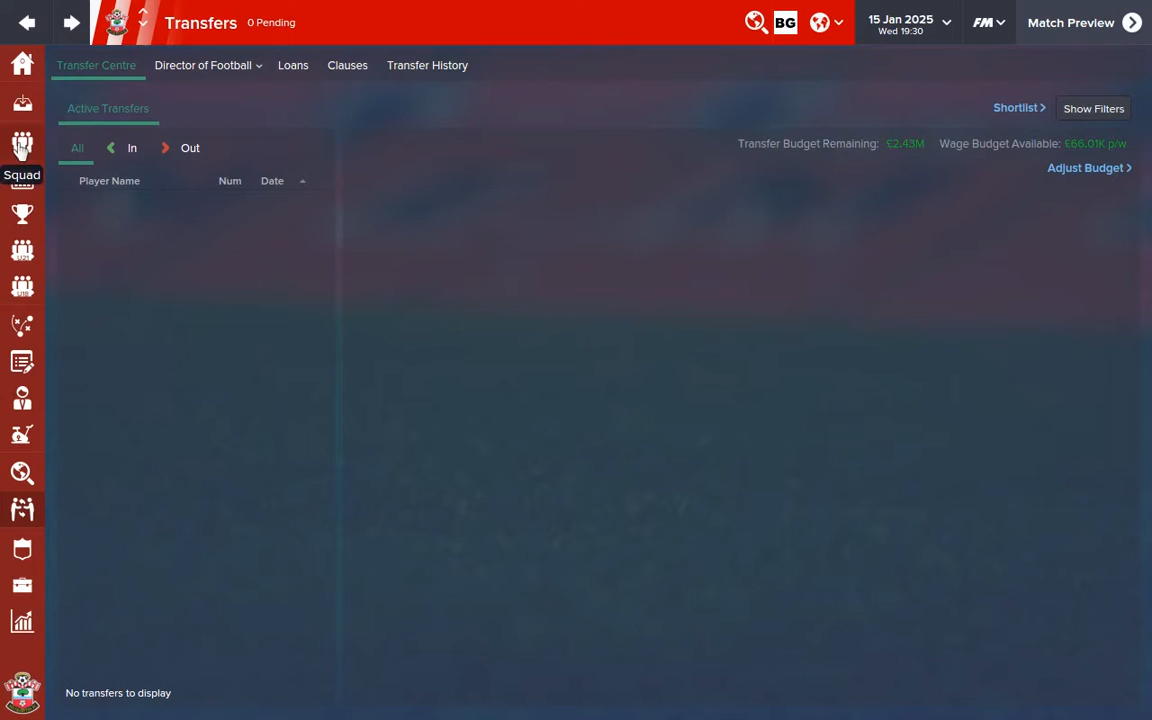 Transfers 0 Pending
BG
15 Jan 2025
Wed 19:30
FM
Match Preview
Transfer Centre Director of Football Loans Clauses Transfer History
Active Transfers
Shortlist
Show Filters
All In Out
Transfer Budget Remaining: £2.43M Wage Budget Available: £66.01K p/w
Squad
Adjust Budget
Player Name Num Date
U21
U18
No transfers to display